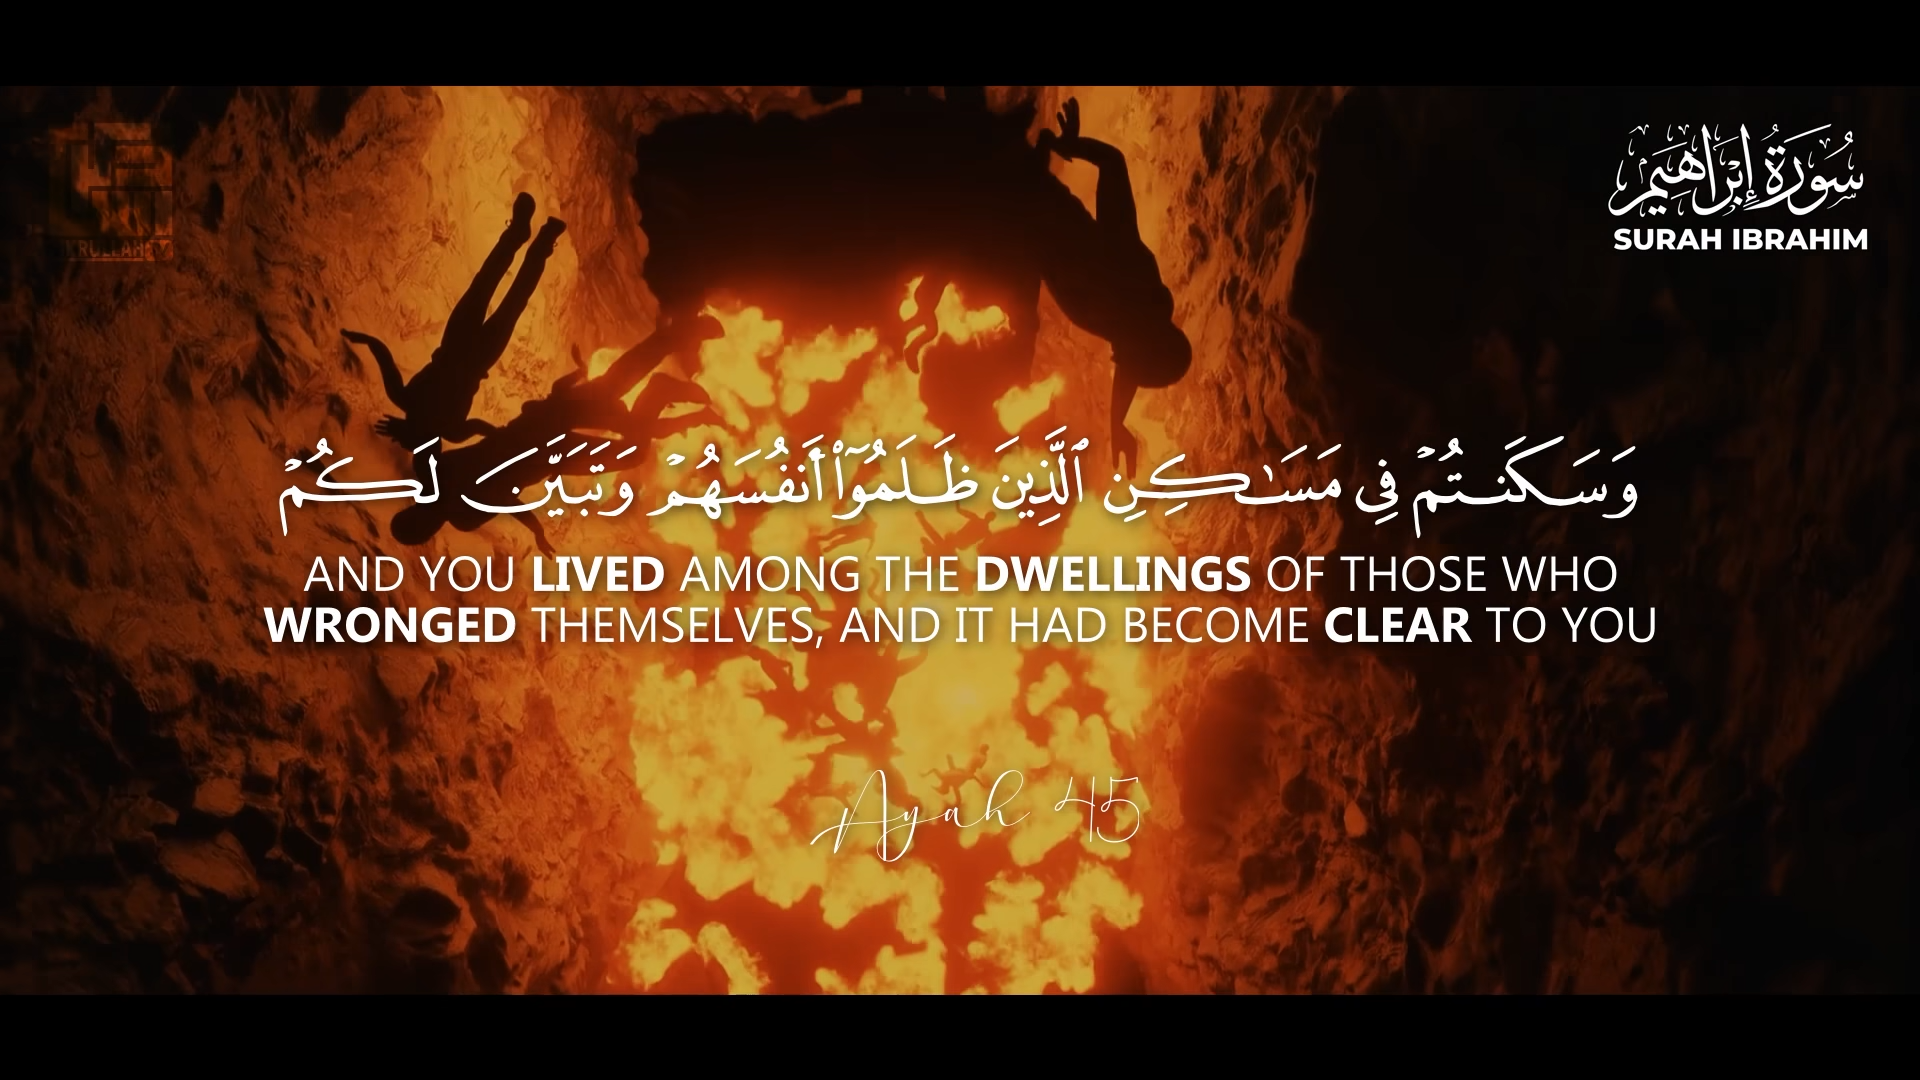 سُورَةُ إِبْرَاهِيم
SURAH IBRAHIM
وَسَكَنتُمْ فِي مَسَٰكِنِ ٱلَّذِينَ ظَلَمُوٓا۟ أَنفُسَهُمْ وَتَبَيَّنَ لَكُمْ
AND YOU LIVED AMONG THE DWELLINGS OF THOSE WHO
WRONGED THEMSELVES, AND IT HAD BECOME CLEAR TO YOU
Ayah 45